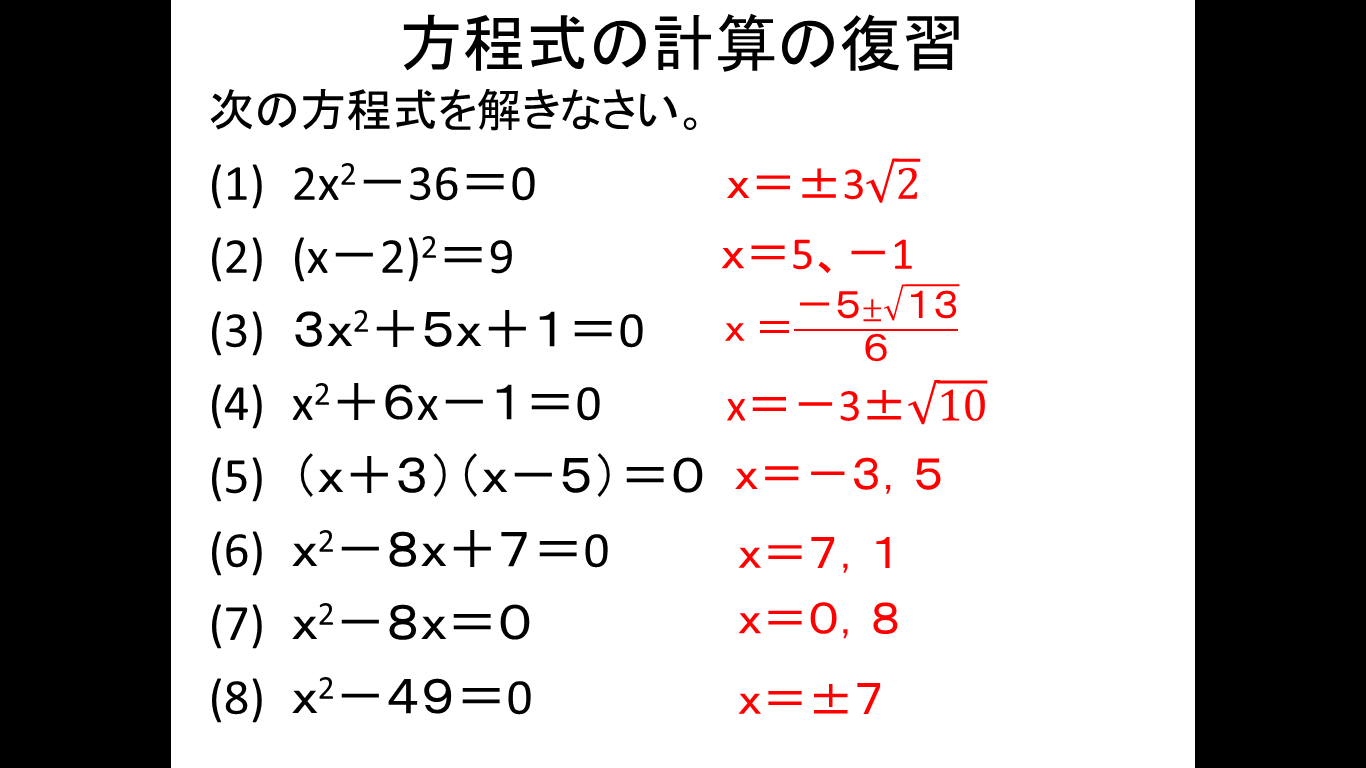 方程式の計算の復習
次の方程式を解きなさい。
(1) 2x²－36＝0 x＝±3√2
(2) (x－2)²＝9 x＝5、－1
(3) ３x²＋５x＋１＝0 x＝(－５±√１３)/６
(4) x²＋６x－１＝0 x＝－3±√10
(5) （x＋３）（x－５）＝０ x＝－３，５
(6) x²－８x＋７＝0 x＝７，１
(7) x²－８x＝０ x＝０，８
(8) x²－４９＝0 x＝±７